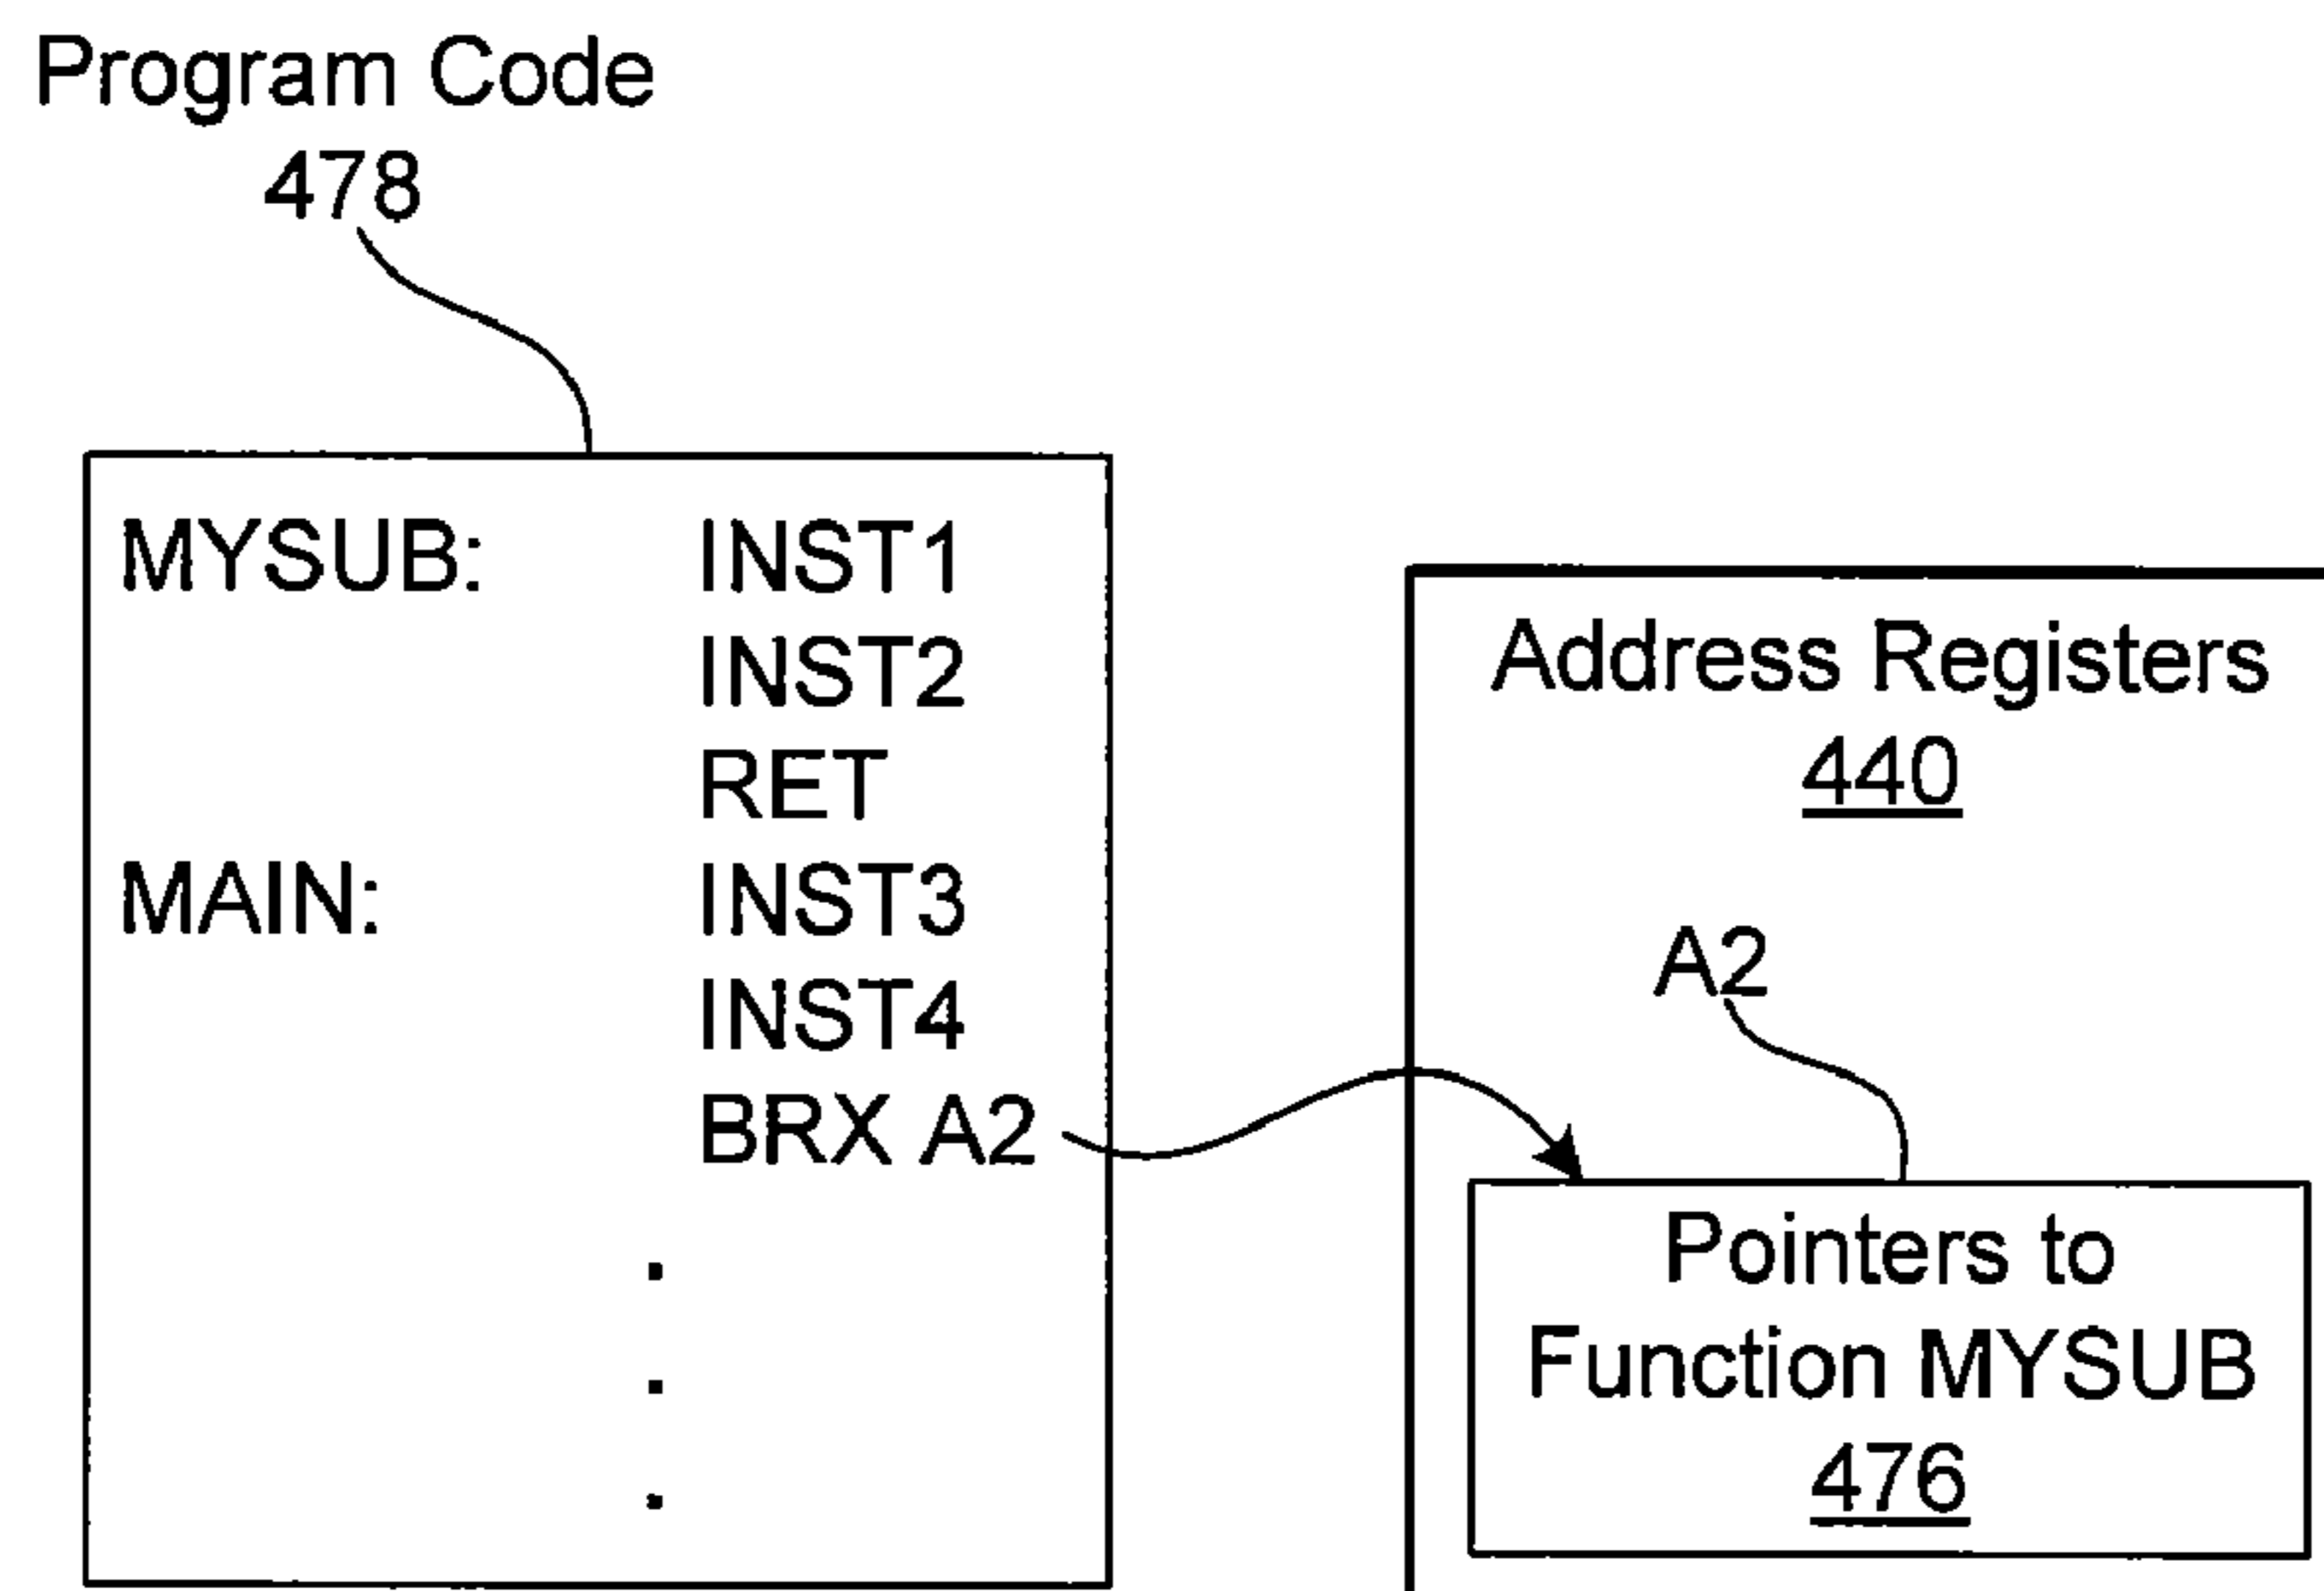 Program Code
478
MYSUB: INST1
INST2
RET
MAIN: INST3
INST4
BRX A2
.
.
.
Address Registers
440
A2
Pointers to
Function MYSUB
476